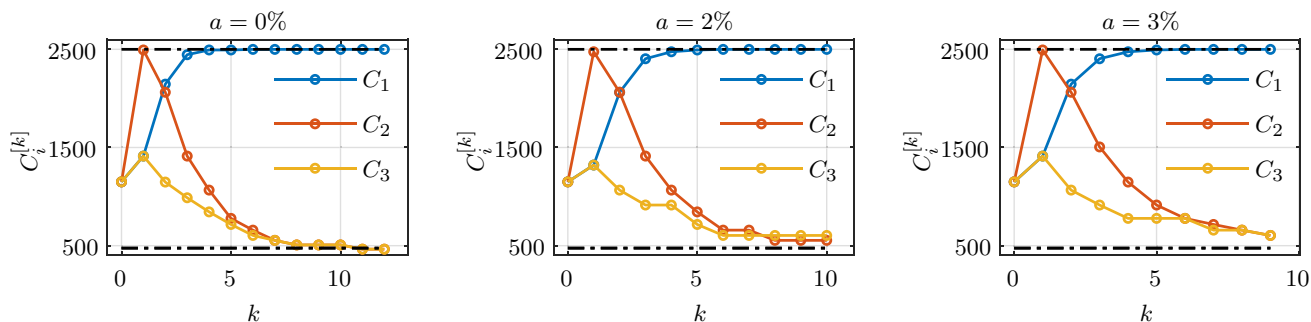 a = 0%
C_i^{[k]}
2500
1500
500
0 5 10
k
C_1
C_2
C_3
a = 2%
C_i^{[k]}
2500
1500
500
0 5 10
k
C_1
C_2
C_3
a = 3%
C_i^{[k]}
2500
1500
500
0 5 10
k
C_1
C_2
C_3